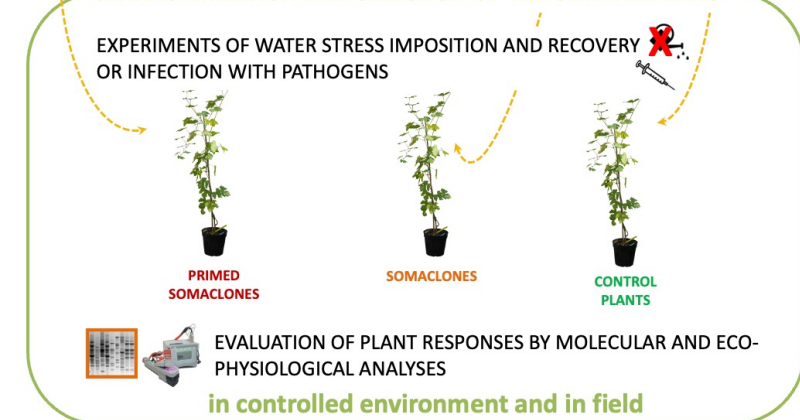 EXPERIMENTS OF WATER STRESS IMPOSITION AND RECOVERY
OR INFECTION WITH PATHOGENS
PRIMED
SOMACLONES
SOMACLONES
CONTROL
PLANTS
EVALUATION OF PLANT RESPONSES BY MOLECULAR AND ECO-
PHYSIOLOGICAL ANALYSES
in controlled environment and in field